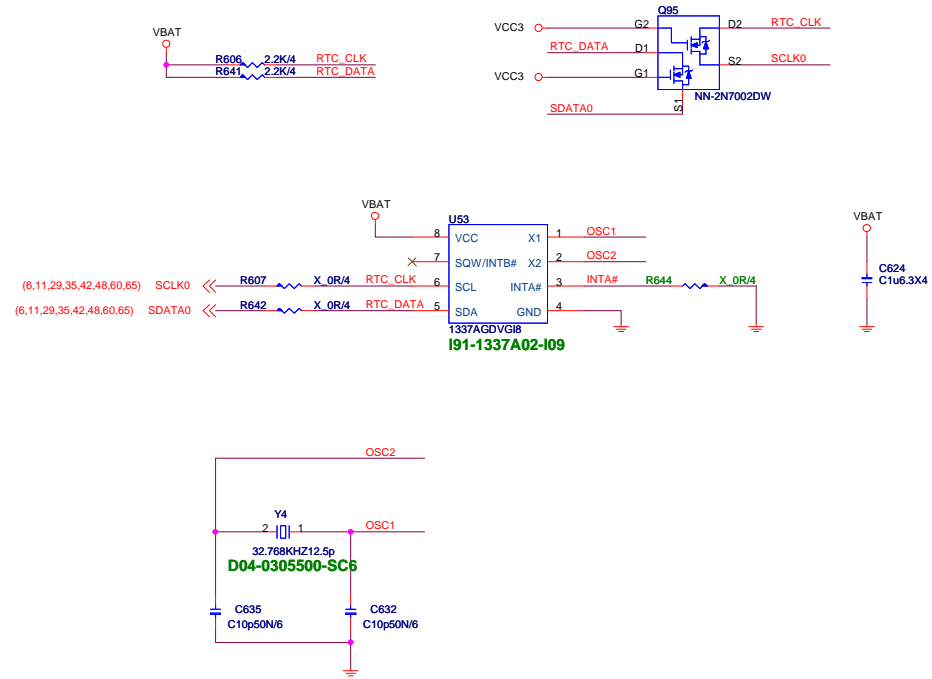 VBAT
R606 2.2K/4 RTC_CLK
R641 2.2K/4 RTC_DATA
Q95
VCC3 G2 D2 RTC_CLK
RTC_DATA D1
S2 SCLK0
VCC3 G1
NN-2N7002DW
SDATA0 S1
VBAT
U53
8 VCC X1 1 OSC1
7 SQW/INTB# X2 2 OSC2
(6,11,29,35,42,48,60,65) SCLK0 R607 X_0R/4 RTC_CLK 6 SCL INTA# 3 INTA# R644 X_0R/4
(6,11,29,35,42,48,60,65) SDATA0 R642 X_0R/4 RTC_DATA 5 SDA GND 4
1337AGDVGI8
I91-1337A02-I09
VBAT
C624
C1u6.3X4
OSC2
Y4
2 1 OSC1
32.768KHZ12.5p
D04-0305500-SC6
C635 C632
C10p50N/6 C10p50N/6